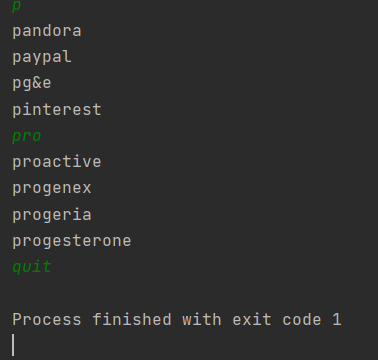 p
pandora
paypal
pg&e
pinterest
pro
proactive
progenex
progeria
progesterone
quit
Process finished with exit code 1